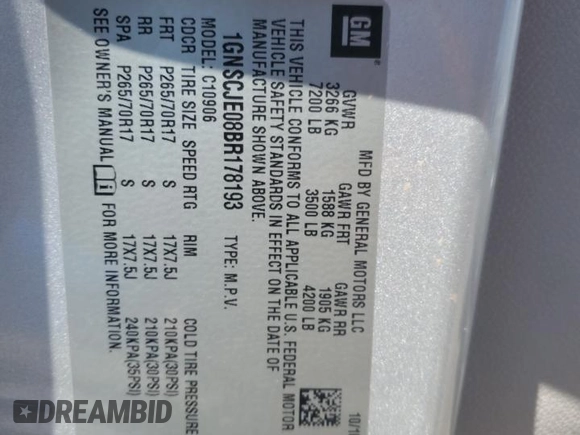 GM
MFD BY GENERAL MOTORS LLC
GVWR GAWR FRT GAWR RR
3266 KG 1588 KG 1905 KG
7200 LB 3500 LB 4200 LB
THIS VEHICLE CONFORMS TO ALL APPLICABLE U.S. FEDERAL MOTOR
VEHICLE SAFETY STANDARDS IN EFFECT ON THE DATE OF
MANUFACTURE SHOWN ABOVE.
1GNSCJE08BR178193 TYPE: M.P.V.
MODEL: C10906
CDCR TIRE SIZE SPEED RTG RIM COLD TIRE PRESSURE
FRT P265/70R17 S 17X7.5J 210KPA(30PSI)
RR P265/70R17 S 17X7.5J 210KPA(30PSI)
SPA P265/70R17 S 17X7.5J 240KPA(35PSI)
SEE OWNER'S MANUAL FOR MORE INFORMATION.
DREAMBID